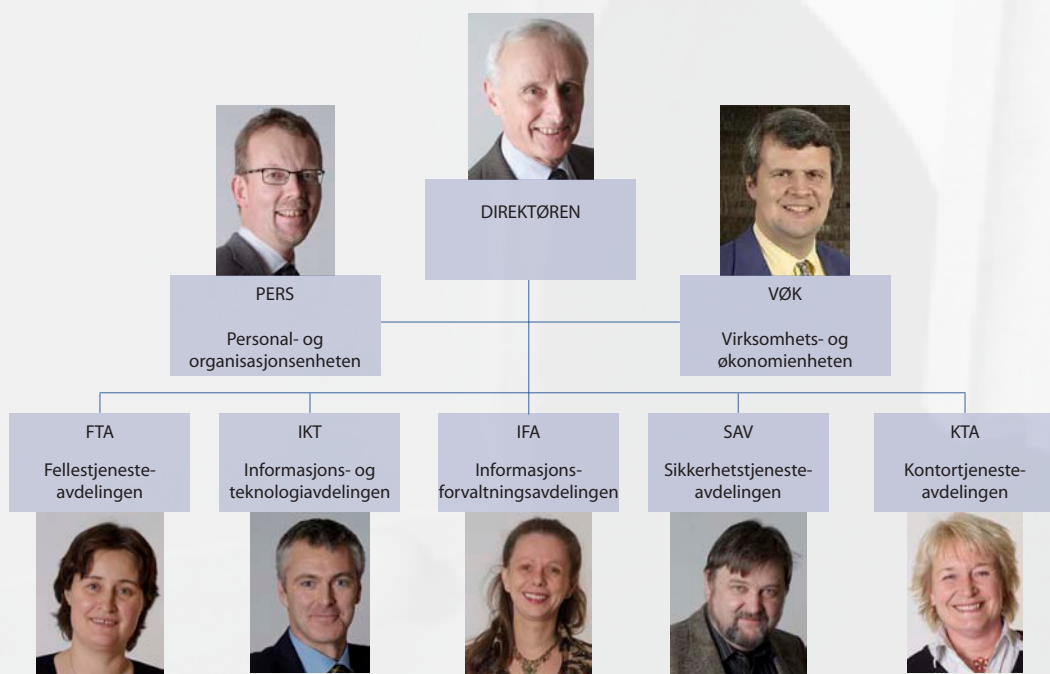 DIREKTØREN
PERS
Personal- og
organisasjonsenheten
VØK
Virksomhets- og
økonomienheten
FTA
Fellestjeneste-
avdelingen
IKT
Informasjons- og
teknologiavdelingen
IFA
Informasjons-
forvaltningsavdelingen
SAV
Sikkerhetstjeneste-
avdelingen
KTA
Kontortjeneste-
avdelingen